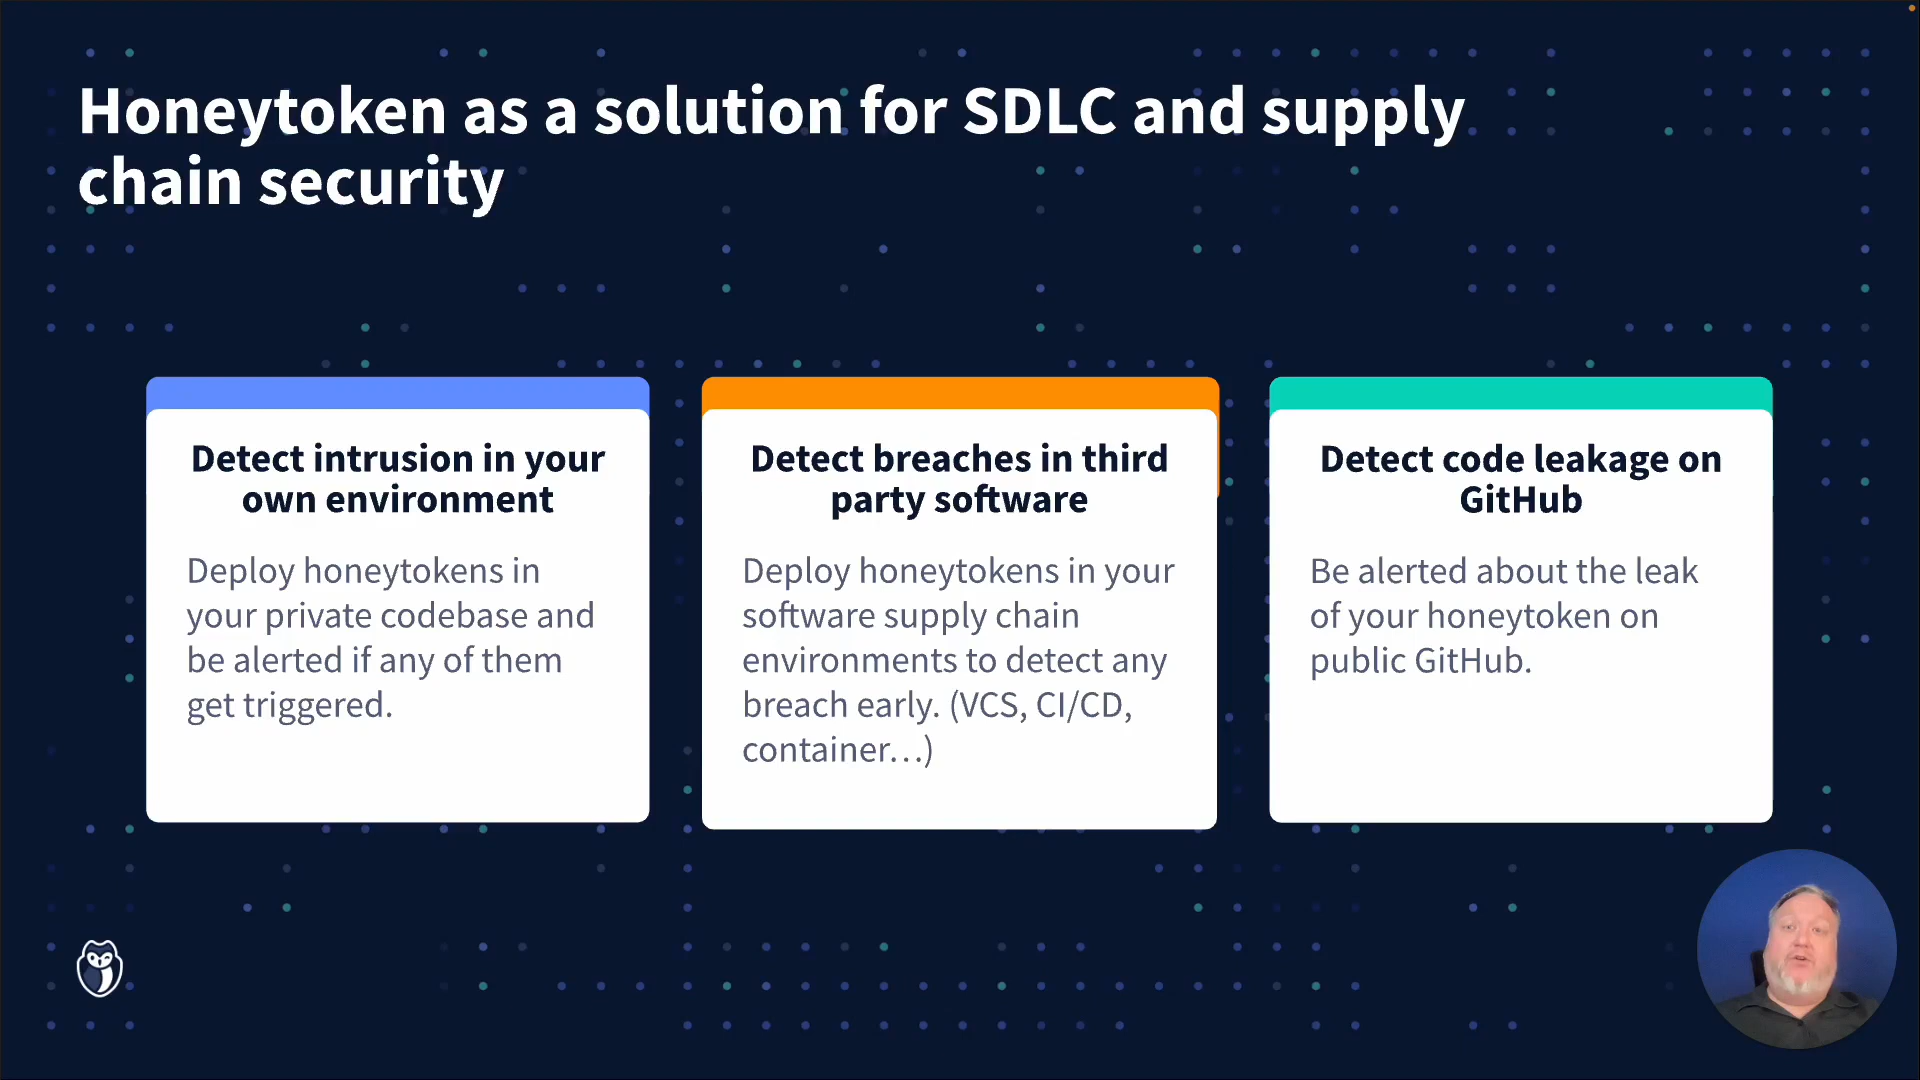 Honeytoken as a solution for SDLC and supply
chain security
Detect intrusion in your
own environment
Deploy honeytokens in
your private codebase and
be alerted if any of them
get triggered.
Detect breaches in third
party software
Deploy honeytokens in your
software supply chain
environments to detect any
breach early. (VCS, CI/CD,
container…)
Detect code leakage on
GitHub
Be alerted about the leak
of your honeytoken on
public GitHub.